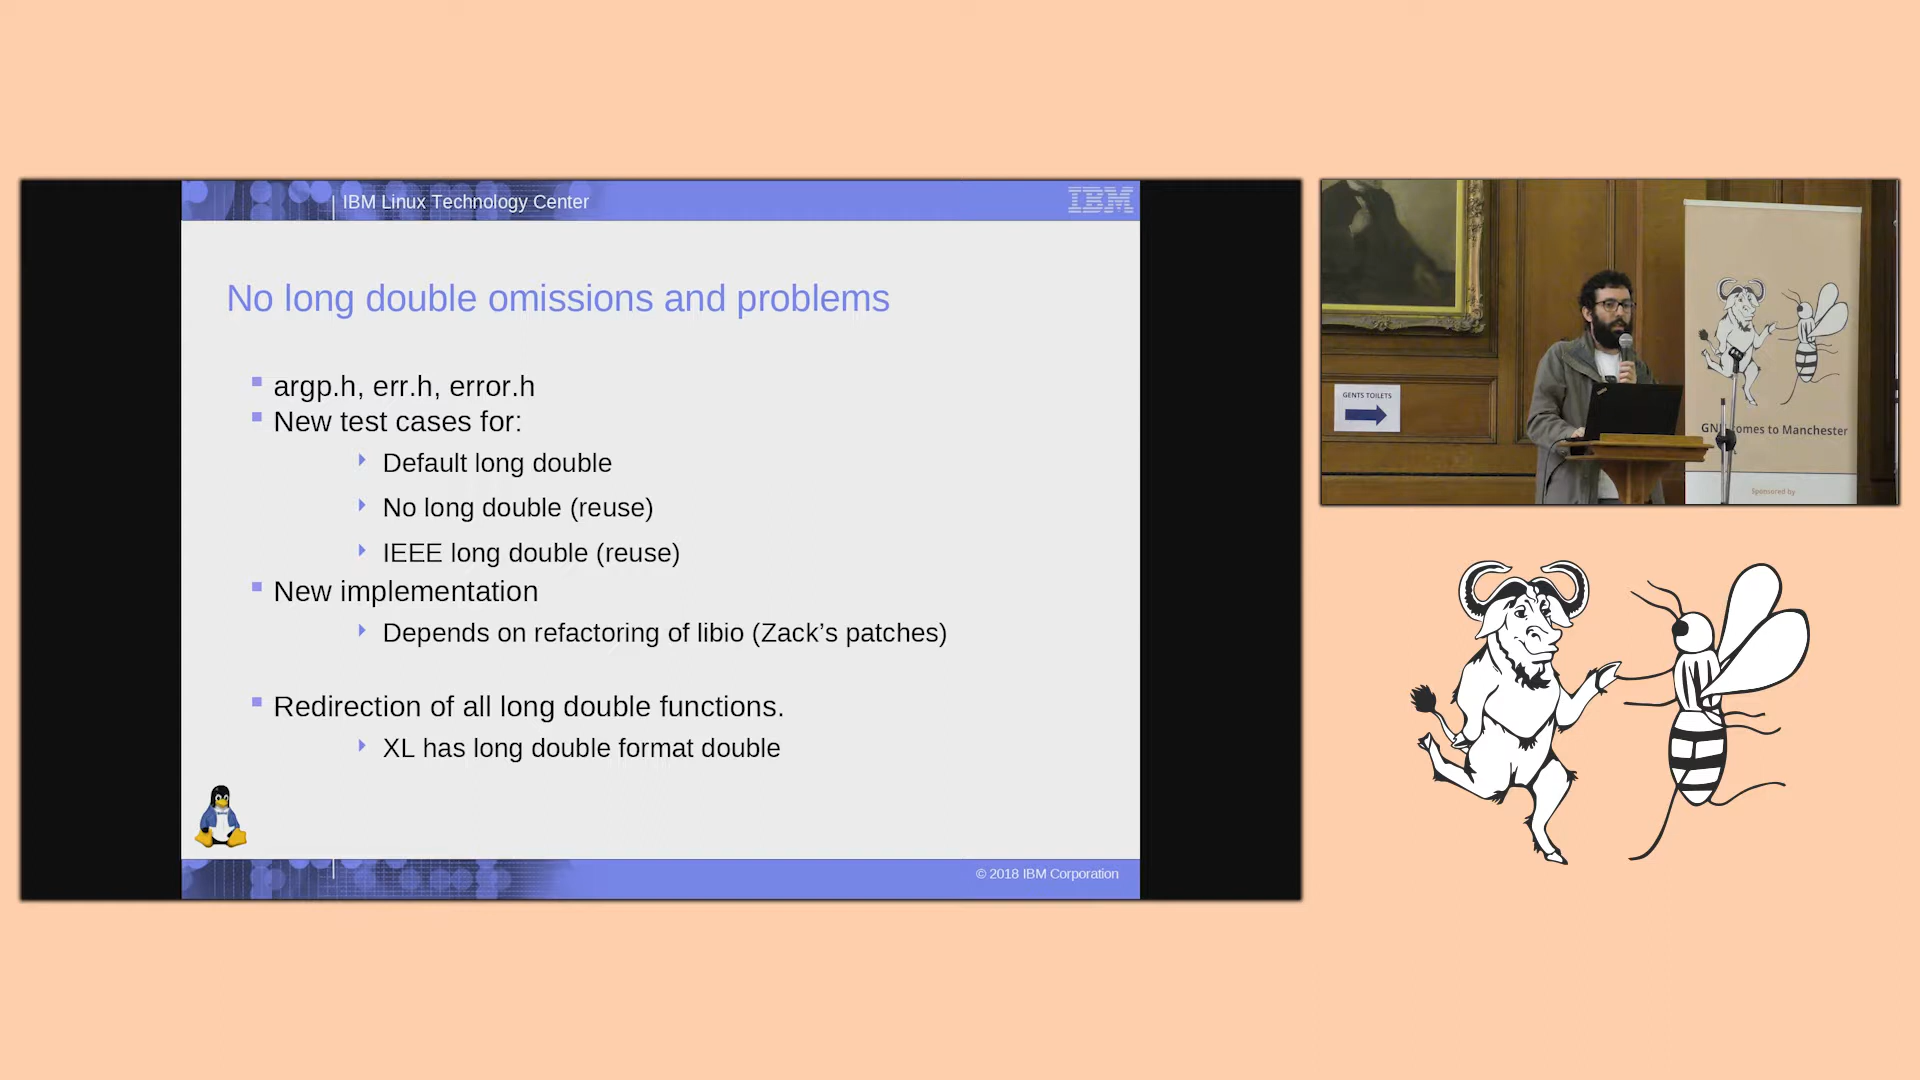 IBM Linux Technology Center
IBM
No long double omissions and problems
argp.h, err.h, error.h
New test cases for:
Default long double
No long double (reuse)
IEEE long double (reuse)
New implementation
Depends on refactoring of libio (Zack’s patches)
Redirection of all long double functions.
XL has long double format double
© 2018 IBM Corporation
GENTS TOILETS
comes to Manchester
Sponsored by